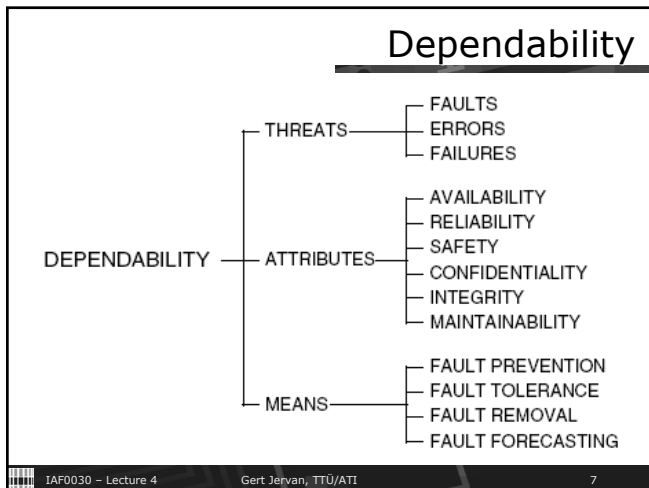 Dependability
THREATS
FAULTS
ERRORS
FAILURES
DEPENDABILITY
ATTRIBUTES
AVAILABILITY
RELIABILITY
SAFETY
CONFIDENTIALITY
INTEGRITY
MAINTAINABILITY
MEANS
FAULT PREVENTION
FAULT TOLERANCE
FAULT REMOVAL
FAULT FORECASTING
IAF0030 – Lecture 4 Gert Jervan, TTÜ/ATI 7